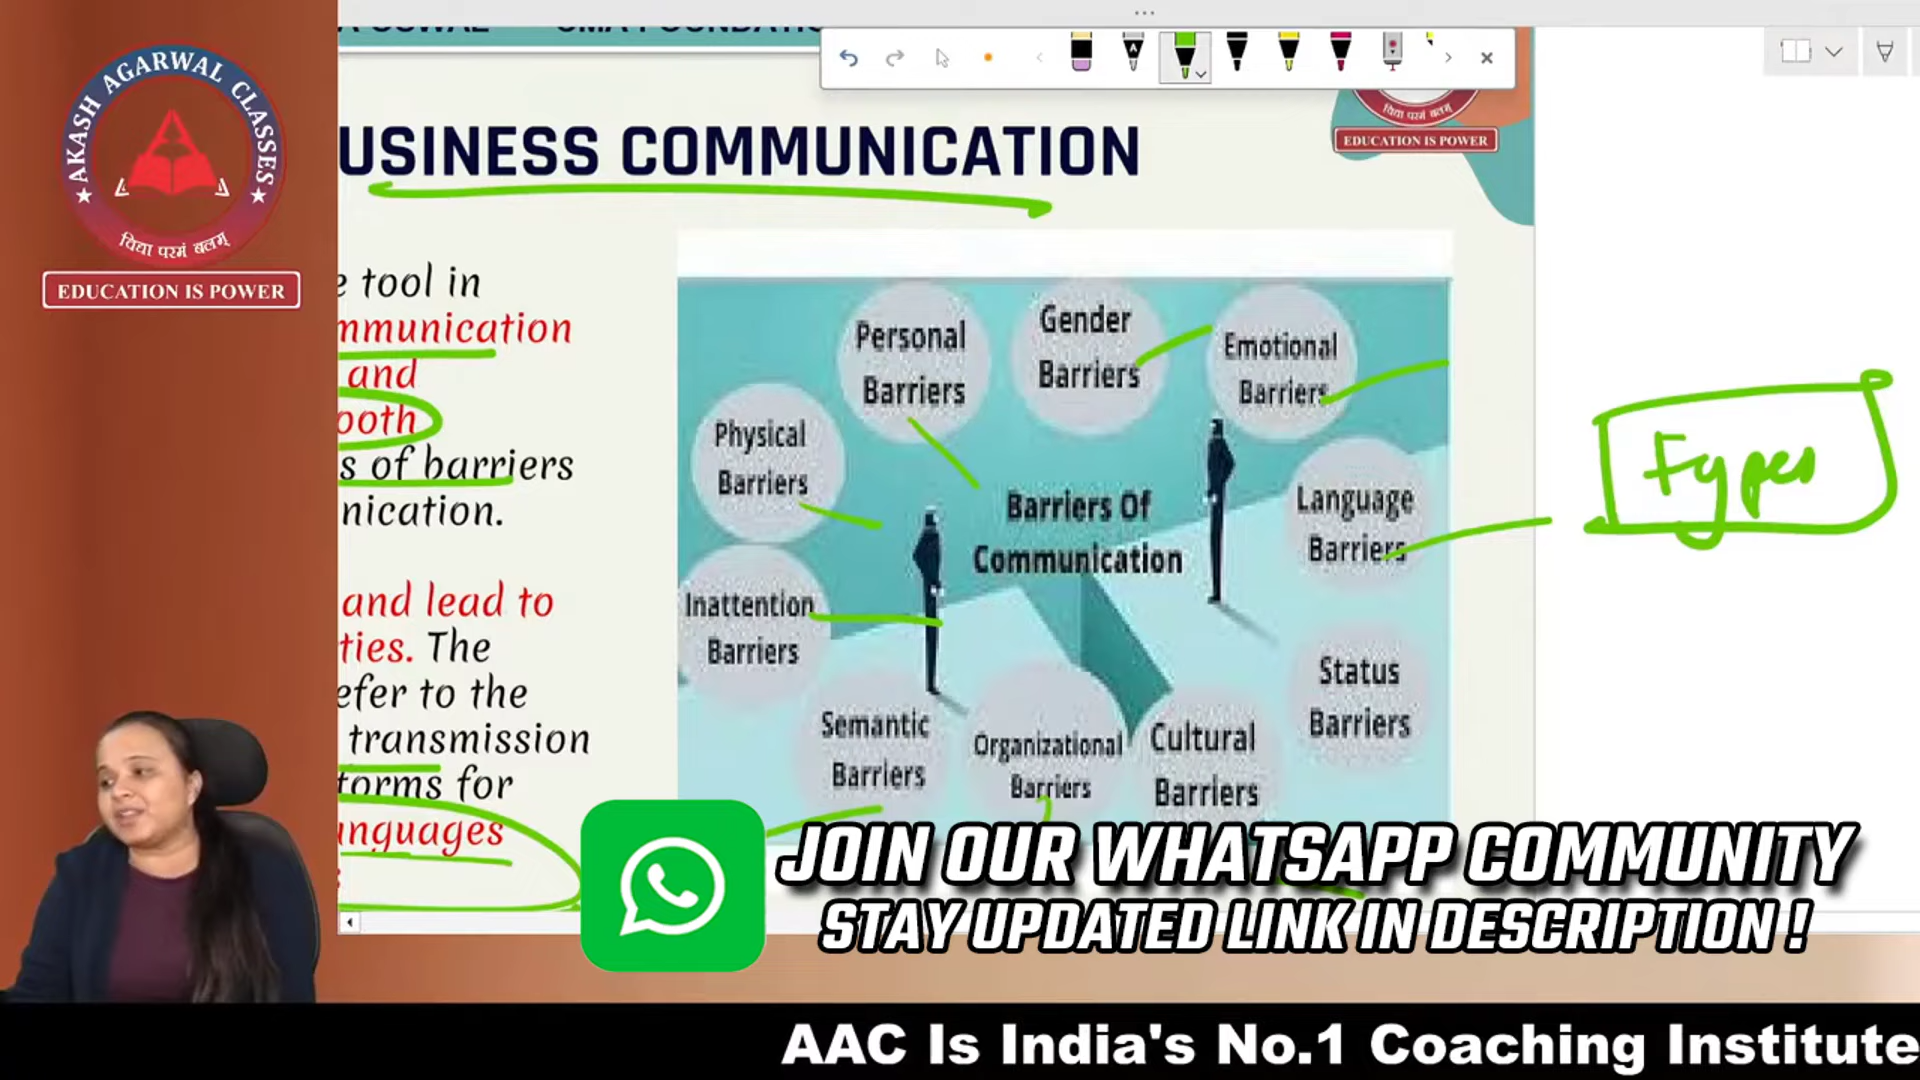 AKASH AGARWAL CLASSES
विद्या परमं बलम्
EDUCATION IS POWER
विद्या परमं बलम्
EDUCATION IS POWER
USINESS COMMUNICATION
e tool in
mmunication
and
ooth
s of barriers
nication.
and lead to
ties. The
efer to the
transmission
forms for
anguages
Personal
Barriers
Gender
Barriers
Emotional
Barriers
Physical
Barriers
Barriers Of
Communication
Language
Barriers
Inattention
Barriers
Status
Barriers
Semantic
Barriers
Organizational
Barriers
Cultural
Barriers
Types
JOIN OUR WHATSAPP COMMUNITY
STAY UPDATED LINK IN DESCRIPTION !
AAC Is India's No.1 Coaching Institute